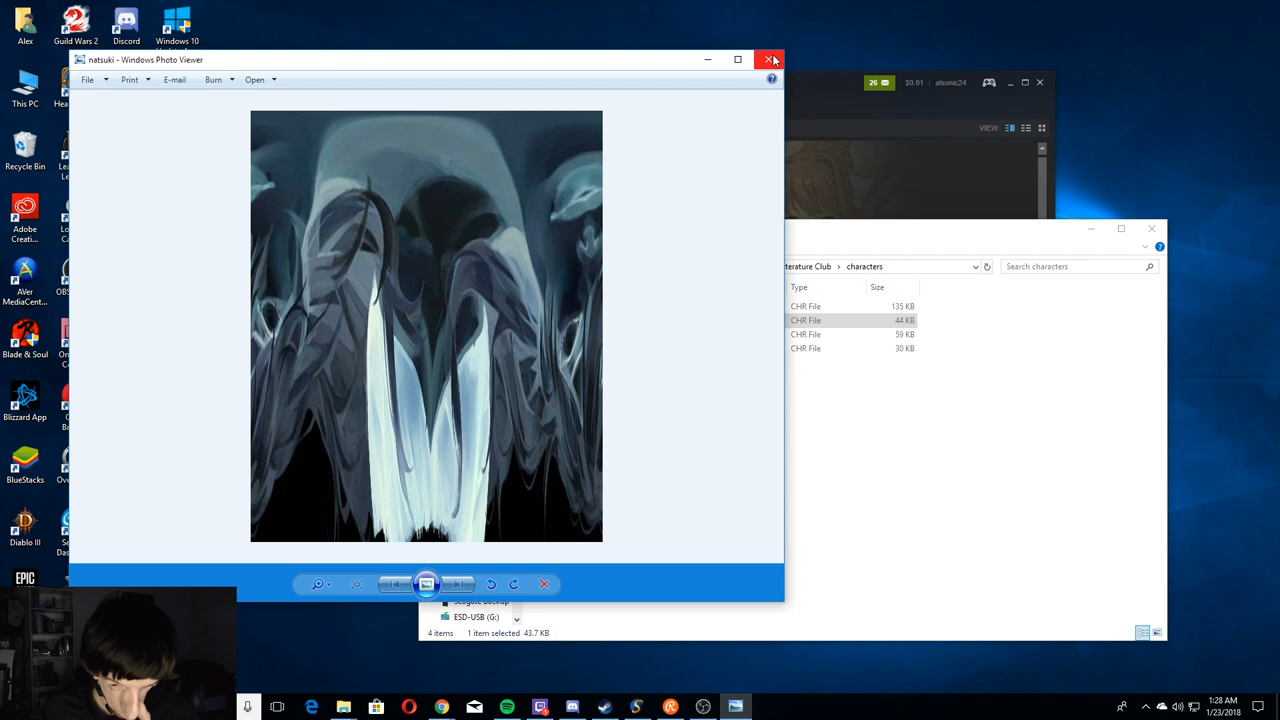 Alex
Guild Wars 2
Discord
Windows 10
natsuki - Windows Photo Viewer
File
Print
E-mail
Burn
Open
26
$0.01
alsonic24
This PC
VIEW
Recycle Bin
Adobe
Creati...
terature Club
characters
Search characters
Type
Size
CHR File
135 KB
CHR File
44 KB
CHR File
59 KB
CHR File
30 KB
AVer
MediaCent...
Blade & Soul
Blizzard App
BlueStacks
Diablo III
EPIC
ESD-USB (G:)
4 items
1 item selected
43.7 KB
1:28 AM
1/23/2018